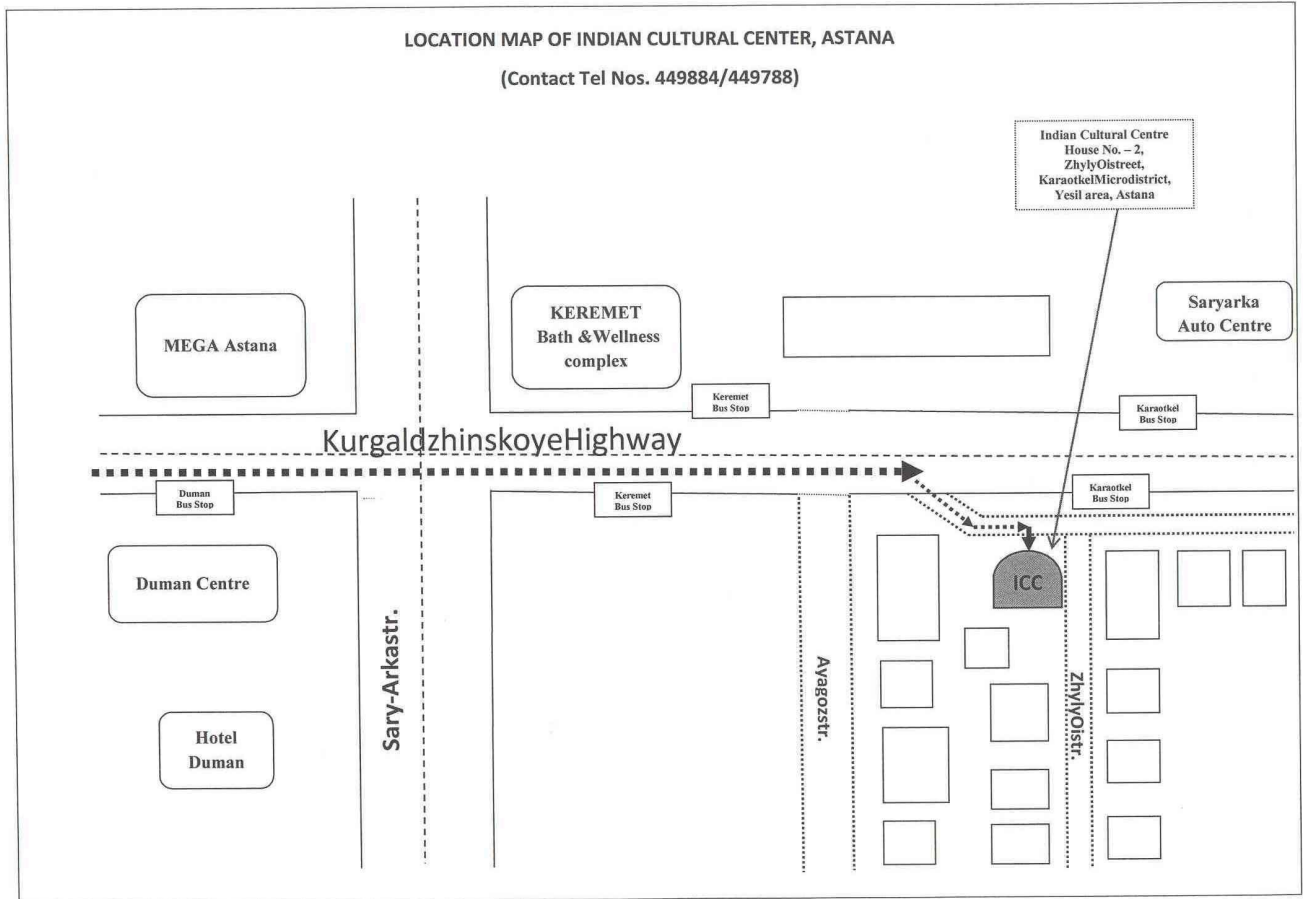 LOCATION MAP OF INDIAN CULTURAL CENTER, ASTANA
(Contact Tel Nos. 449884/449788)
Indian Cultural Centre
House No. – 2,
ZhylyOistreet,
KaraotkelMicrodistrict,
Yesil area, Astana
MEGA Astana
KEREMET
Bath &Wellness
complex
Saryarka
Auto Centre
Keremet
Bus Stop
Karaotkel
Bus Stop
KurgaldzhinskoyeHighway
Duman
Bus Stop
Keremet
Bus Stop
Karaotkel
Bus Stop
Duman Centre
ICC
Sary-Arkastr.
Ayagozstr.
ZhylyOistr.
Hotel
Duman